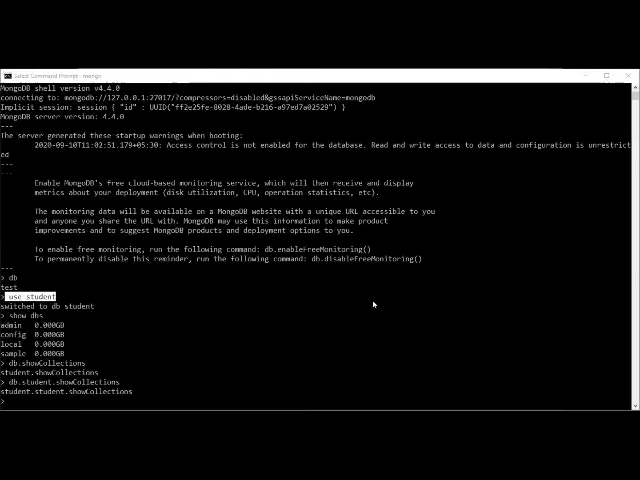 Select Command Prompt - mongo
MongoDB shell version v4.4.0
connecting to: mongodb://127.0.0.1:27017/?compressors=disabled&gssapiServiceName=mongodb
Implicit session: session { "id" : UUID("ff2e25fe-8028-4ade-b216-a97ed7a02529") }
MongoDB server version: 4.4.0
---
The server generated these startup warnings when booting:
        2020-09-10T11:02:51.179+05:30: Access control is not enabled for the database. Read and write access to data and configuration is unrestrict
ed
---
---
        Enable MongoDB's free cloud-based monitoring service, which will then receive and display
        metrics about your deployment (disk utilization, CPU, operation statistics, etc).

        The monitoring data will be available on a MongoDB website with a unique URL accessible to you
        and anyone you share the URL with. MongoDB may use this information to make product
        improvements and to suggest MongoDB products and deployment options to you.

        To enable free monitoring, run the following command: db.enableFreeMonitoring()
        To permanently disable this reminder, run the following command: db.disableFreeMonitoring()
---
> db
test
> use student
switched to db student
> show dbs
admin   0.000GB
config  0.000GB
local   0.000GB
sample  0.000GB
> db.showCollections
student.showCollections
> db.student.showCollections
student.student.showCollections
>